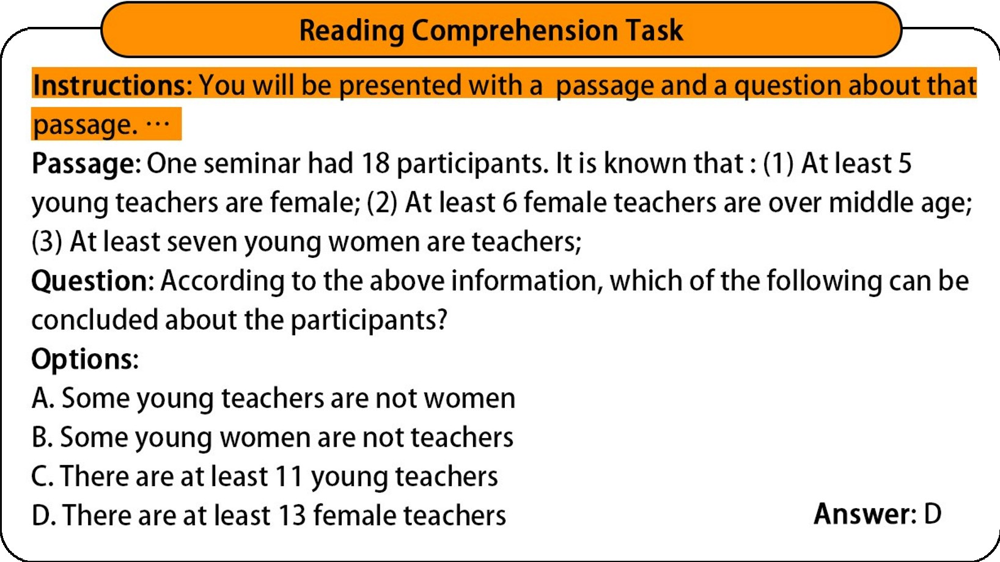 Reading Comprehension Task
Instructions: You will be presented with a passage and a question about that
passage. ···
Passage: One seminar had 18 participants. It is known that : (1) At least 5
young teachers are female; (2) At least 6 female teachers are over middle age;
(3) At least seven young women are teachers;
Question: According to the above information, which of the following can be
concluded about the participants?
Options:
A. Some young teachers are not women
B. Some young women are not teachers
C. There are at least 11 young teachers
D. There are at least 13 female teachers
Answer: D